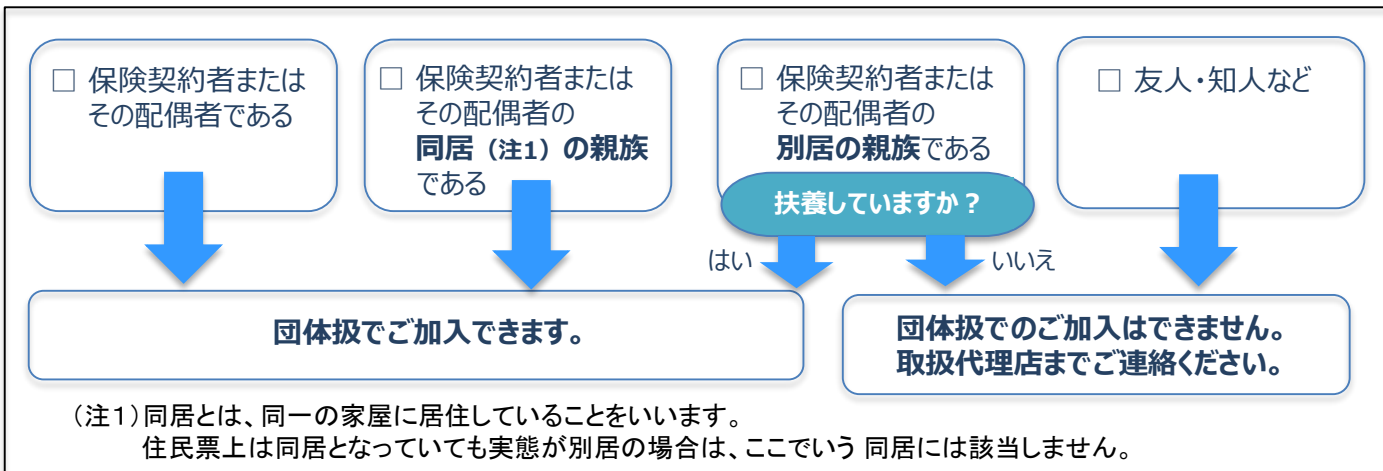 □ 保険契約者または
その配偶者である
□ 保険契約者または
その配偶者の
同居（注1）の親族
である
□ 保険契約者または
その配偶者の
別居の親族である
扶養していますか？
□ 友人・知人など
はい
いいえ
団体扱でご加入できます。
団体扱でのご加入はできません。
取扱代理店までご連絡ください。
（注１）同居とは、同一の家屋に居住していることをいいます。
住民票上は同居となっていても実態が別居の場合は、ここでいう 同居には該当しません。